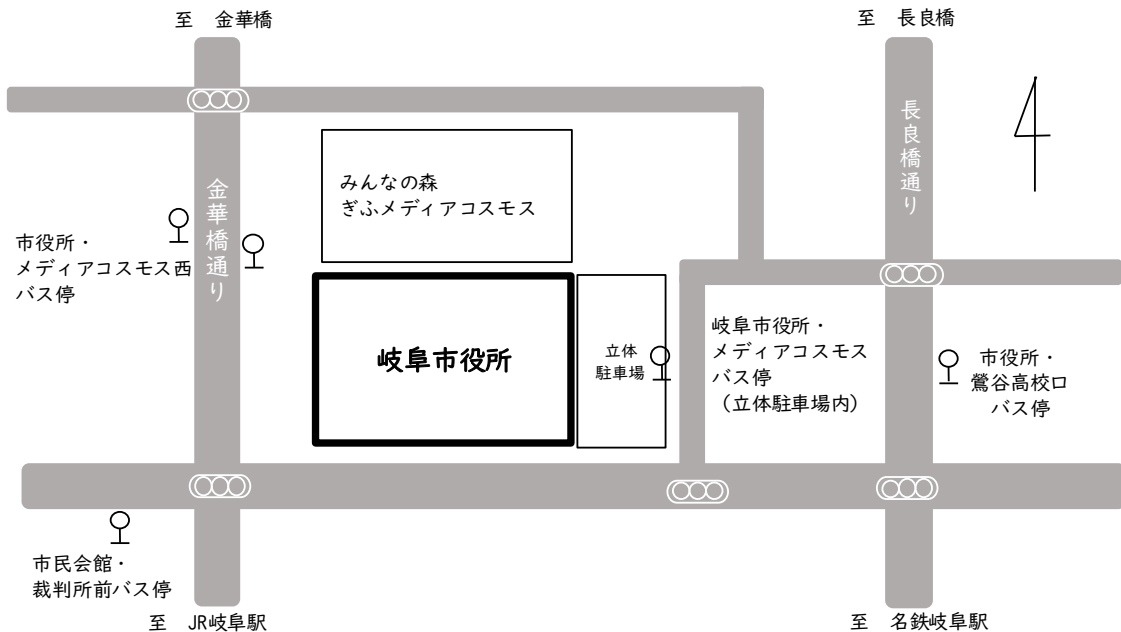 至　金華橋
至　長良橋
長良橋通り
みんなの森
ぎふメディアコスモス
金華橋通り
市役所・
メディアコスモス西
バス停
岐阜市役所
立体
駐車場
岐阜市役所・
メディアコスモス
バス停
（立体駐車場内）
市役所・
鶯谷高校口
バス停
市民会館・
裁判所前バス停
至　JR岐阜駅
至　名鉄岐阜駅